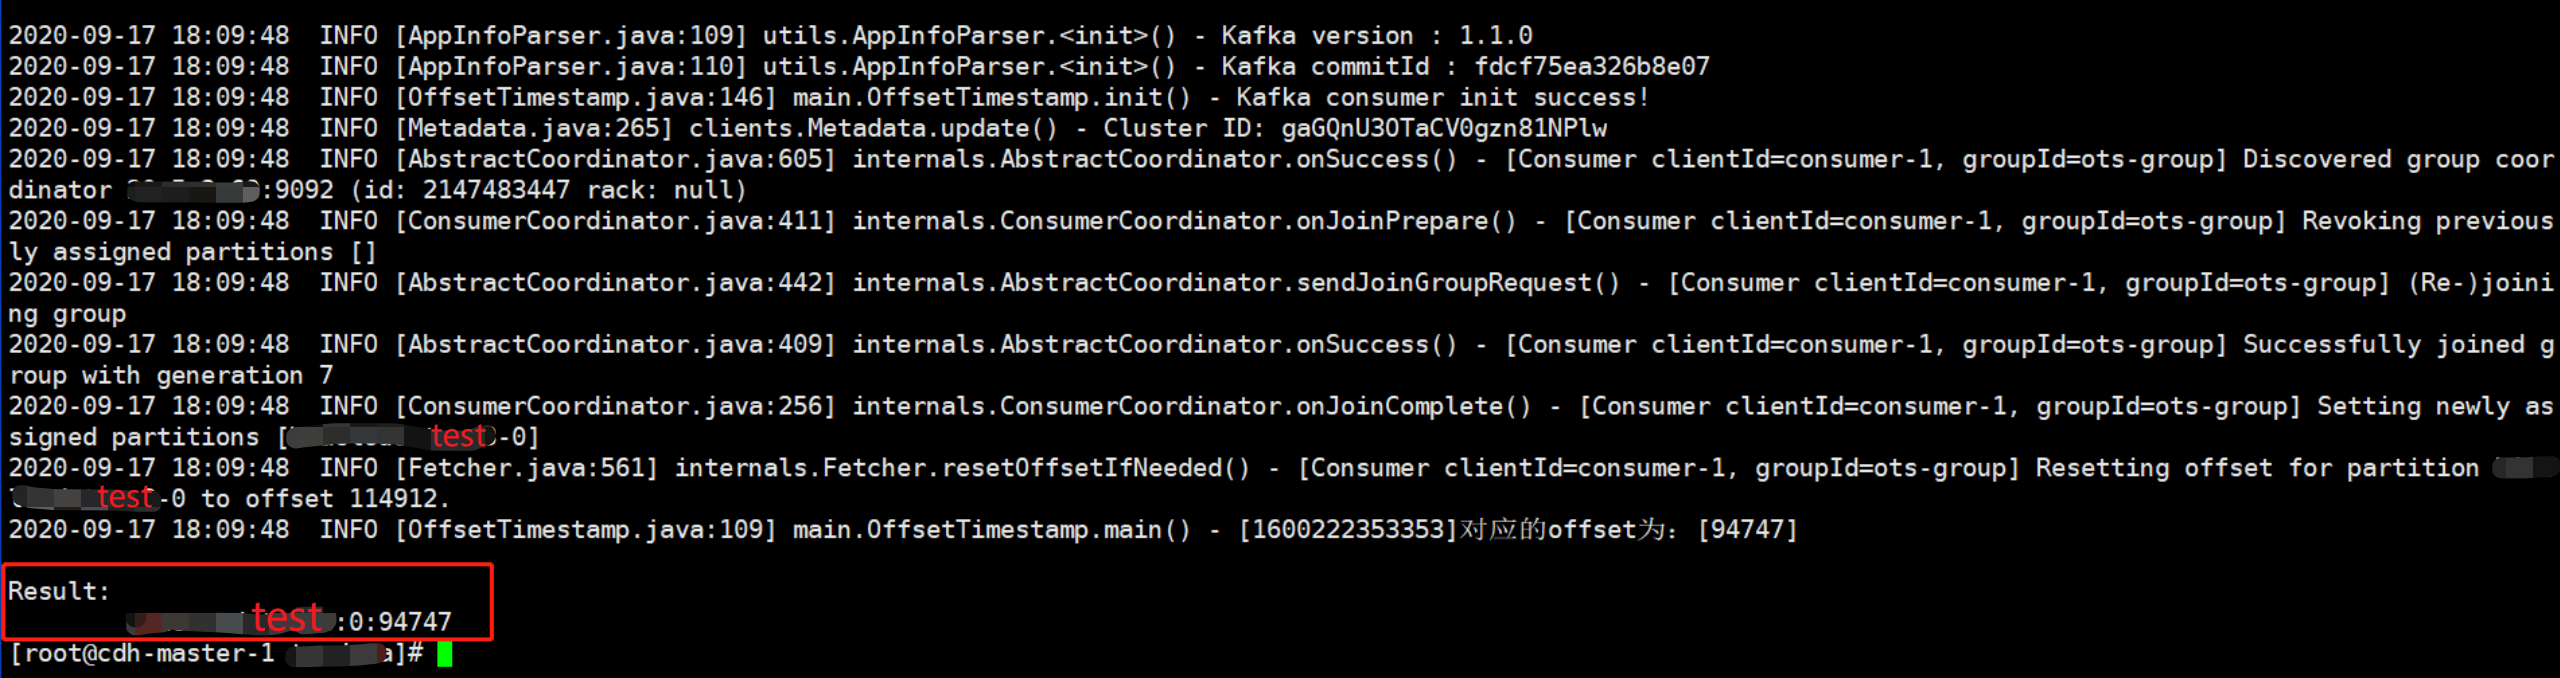 2020-09-17 18:09:48  INFO [AppInfoParser.java:109] utils.AppInfoParser.<init>() - Kafka version : 1.1.0
2020-09-17 18:09:48  INFO [AppInfoParser.java:110] utils.AppInfoParser.<init>() - Kafka commitId : fdcf75ea326b8e07
2020-09-17 18:09:48  INFO [OffsetTimestamp.java:146] main.OffsetTimestamp.init() - Kafka consumer init success!
2020-09-17 18:09:48  INFO [Metadata.java:265] clients.Metadata.update() - Cluster ID: gaGQnU3OTaCV0gzn81NPlw
2020-09-17 18:09:48  INFO [AbstractCoordinator.java:605] internals.AbstractCoordinator.onSuccess() - [Consumer clientId=consumer-1, groupId=ots-group] Discovered group coor
dinator :9092 (id: 2147483447 rack: null)
2020-09-17 18:09:48  INFO [ConsumerCoordinator.java:411] internals.ConsumerCoordinator.onJoinPrepare() - [Consumer clientId=consumer-1, groupId=ots-group] Revoking previous
ly assigned partitions []
2020-09-17 18:09:48  INFO [AbstractCoordinator.java:442] internals.AbstractCoordinator.sendJoinGroupRequest() - [Consumer clientId=consumer-1, groupId=ots-group] (Re-)joini
ng group
2020-09-17 18:09:48  INFO [AbstractCoordinator.java:409] internals.AbstractCoordinator.onSuccess() - [Consumer clientId=consumer-1, groupId=ots-group] Successfully joined g
roup with generation 7
2020-09-17 18:09:48  INFO [ConsumerCoordinator.java:256] internals.ConsumerCoordinator.onJoinComplete() - [Consumer clientId=consumer-1, groupId=ots-group] Setting newly as
signed partitions [test-0]
2020-09-17 18:09:48  INFO [Fetcher.java:561] internals.Fetcher.resetOffsetIfNeeded() - [Consumer clientId=consumer-1, groupId=ots-group] Resetting offset for partition
test-0 to offset 114912.
2020-09-17 18:09:48  INFO [OffsetTimestamp.java:109] main.OffsetTimestamp.main() - [1600222353353]对应的offset为：[94747]
Result:
test:0:94747
[root@cdh-master-1 a]#